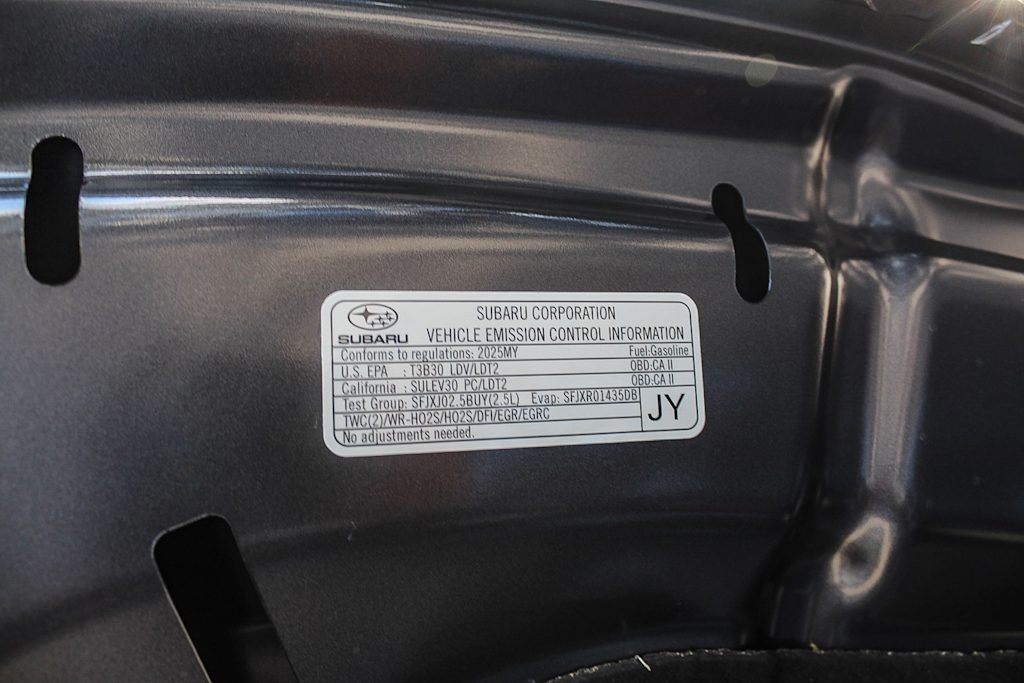 SUBARU CORPORATION
SUBARU VEHICLE EMISSION CONTROL INFORMATION
Conforms to regulations: 2025MY Fuel:Gasoline
U.S. EPA : T3B30 LDV/LDT2 OBD:CA II
California : SULEV30 PC/LDT2 OBD:CA II
Test Group: SFJXJ02.5BUY(2.5L) Evap: SFJXR01435DB
TWC(2)/WR-HO2S/HO2S/DFI/EGR/EGRC JY
No adjustments needed.